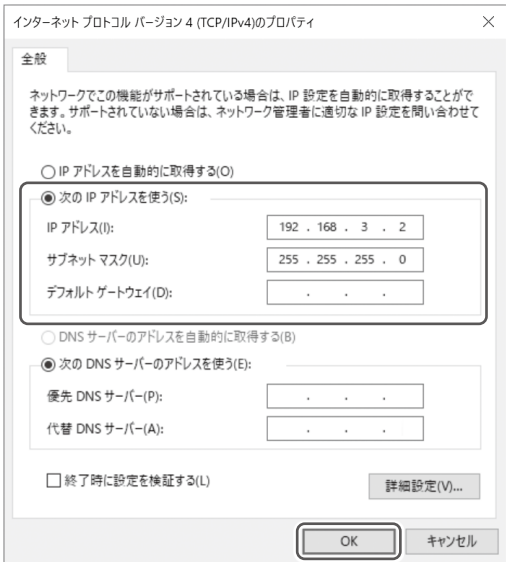 インターネット プロトコル バージョン 4 (TCP/IPv4)のプロパティ
全般
ネットワークでこの機能がサポートされている場合は、IP 設定を自動的に取得することがで
きます。サポートされていない場合は、ネットワーク管理者に適切な IP 設定を問い合わせて
ください。
IP アドレスを自動的に取得する(O)
次の IP アドレスを使う(S):
IP アドレス(I): 192 . 168 . 3 . 2
サブネット マスク(U): 255 . 255 . 255 . 0
デフォルト ゲートウェイ(D): . . .
DNS サーバーのアドレスを自動的に取得する(B)
次の DNS サーバーのアドレスを使う(E):
優先 DNS サーバー(P): . . .
代替 DNS サーバー(A): . . .
終了時に設定を検証する(L)
詳細設定(V)...
OK キャンセル